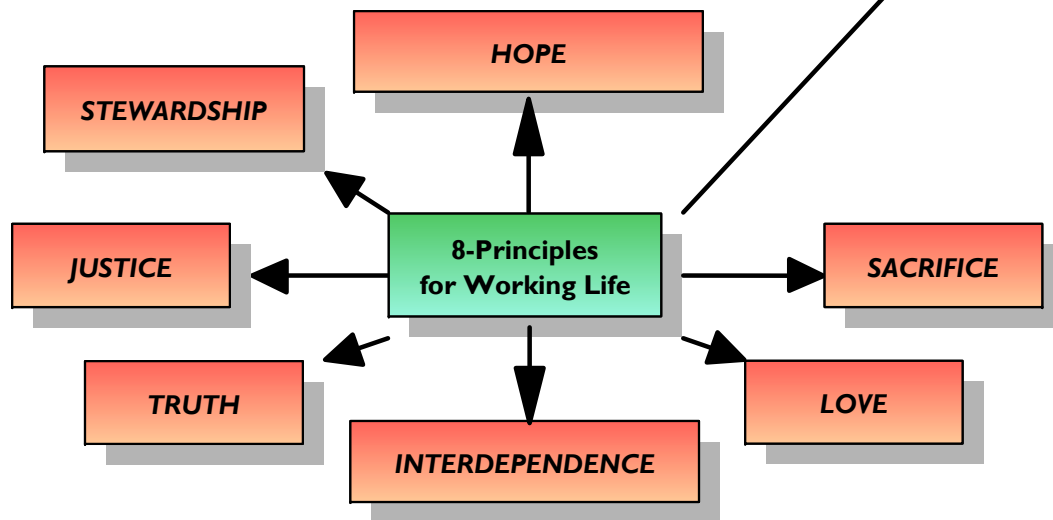 HOPE
STEWARDSHIP
8-Principles
for Working Life
JUSTICE
SACRIFICE
TRUTH
LOVE
INTERDEPENDENCE